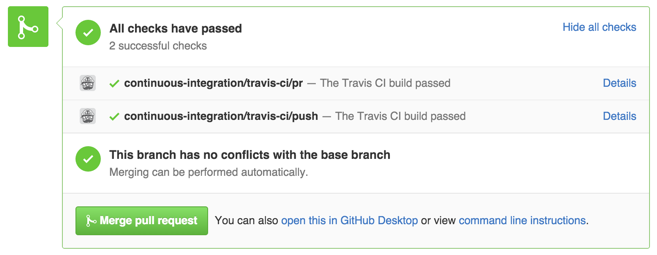 All checks have passed
Hide all checks
2 successful checks
continuous-integration/travis-ci/pr — The Travis CI build passed
Details
continuous-integration/travis-ci/push — The Travis CI build passed
Details
This branch has no conflicts with the base branch
Merging can be performed automatically.
Merge pull request
You can also open this in GitHub Desktop or view command line instructions.